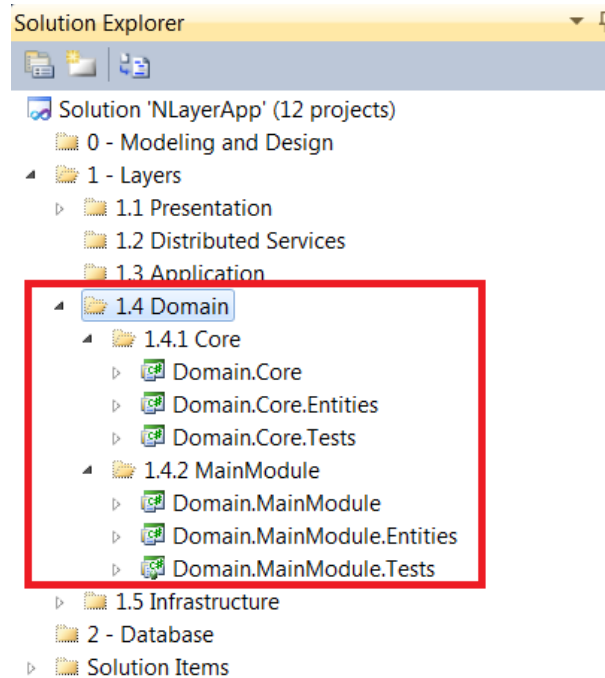 Solution Explorer
Solution 'NLayerApp' (12 projects)
0 - Modeling and Design
1 - Layers
1.1 Presentation
1.2 Distributed Services
1.3 Application
1.4 Domain
1.4.1 Core
Domain.Core
Domain.Core.Entities
Domain.Core.Tests
1.4.2 MainModule
Domain.MainModule
Domain.MainModule.Entities
Domain.MainModule.Tests
1.5 Infrastructure
2 - Database
Solution Items